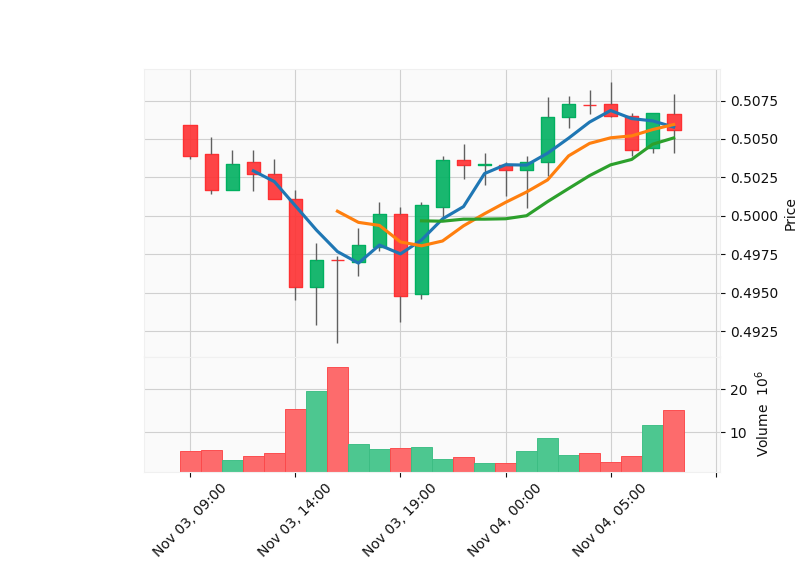 0.5075
0.5050
0.5025
0.5000
0.4975
0.4950
0.4925
Price
20
10
Volume 10^6
Nov 03, 09:00
Nov 03, 14:00
Nov 03, 19:00
Nov 04, 00:00
Nov 04, 05:00